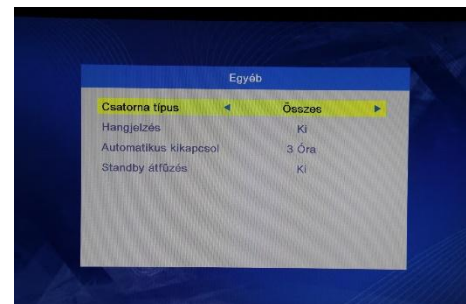 Egyéb
Csatorna típus ◄ Összes ►
Hangjelzés Ki
Automatikus kikapcsol 3 Óra
Standby átfűzés Ki